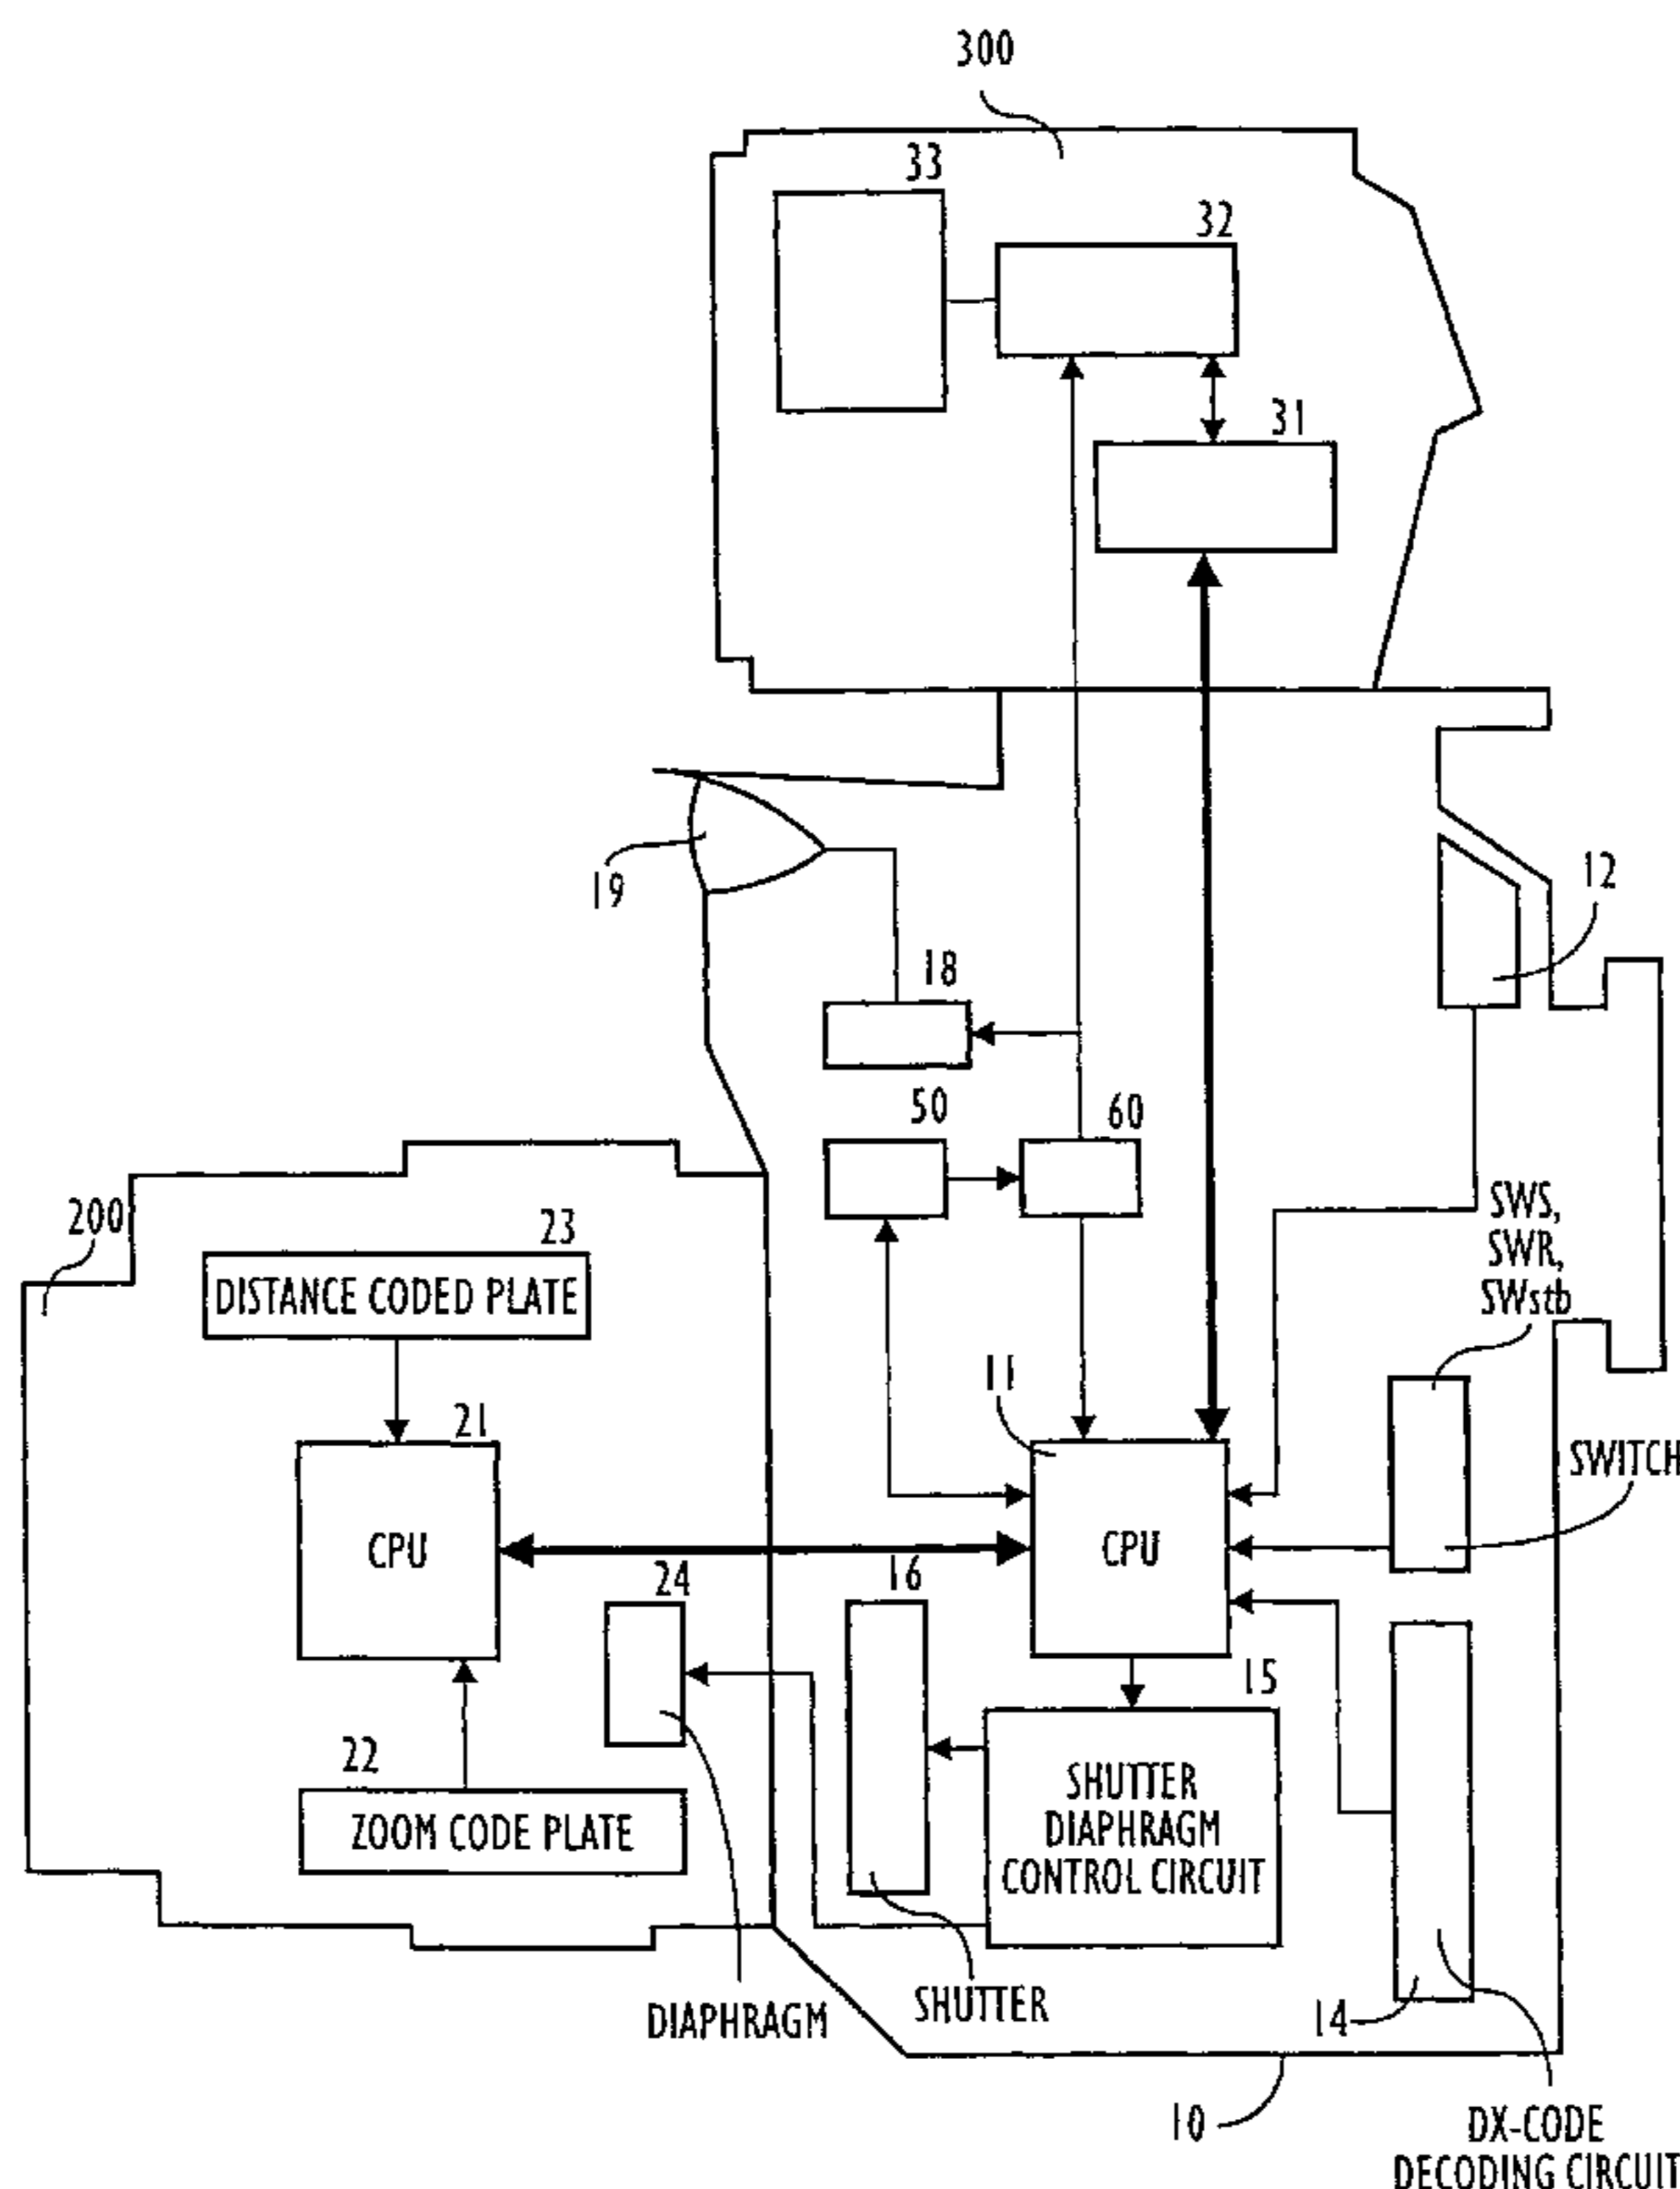 300
33
32
31
19
12
18
50
60
SWS,
SWR,
SWstb
200
23
DISTANCE CODED PLATE
11
21
SWITCH
CPU
CPU
24
16
15
22
SHUTTER
DIAPHRAGM
CONTROL CIRCUIT
ZOOM CODE PLATE
DIAPHRAGM
SHUTTER
14
10
DX-CODE
DECODING CIRCUIT